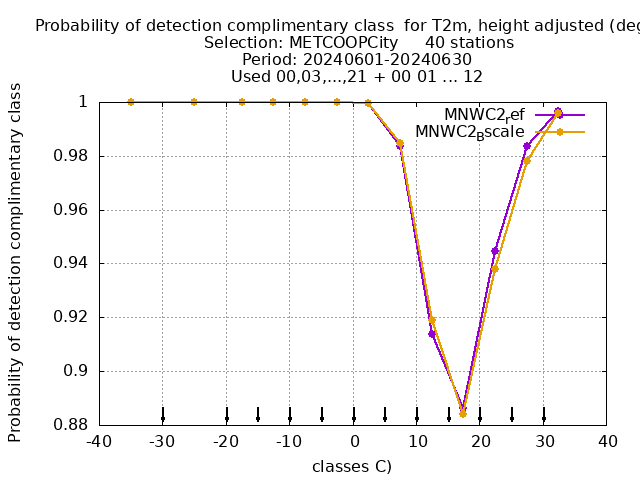 Probability of detection complimentary class for T2m, height adjusted (deg
Selection: METCOOPCity 40 stations
Period: 20240601-20240630
Used 00,03,...,21 + 00 01 ... 12
Probability of detection complimentary class
1
0.98
0.96
0.94
0.92
0.9
0.88
MNWC2ref
MNWC2Bscale
-40
-30
-20
-10
0
10
20
30
40
classes C)